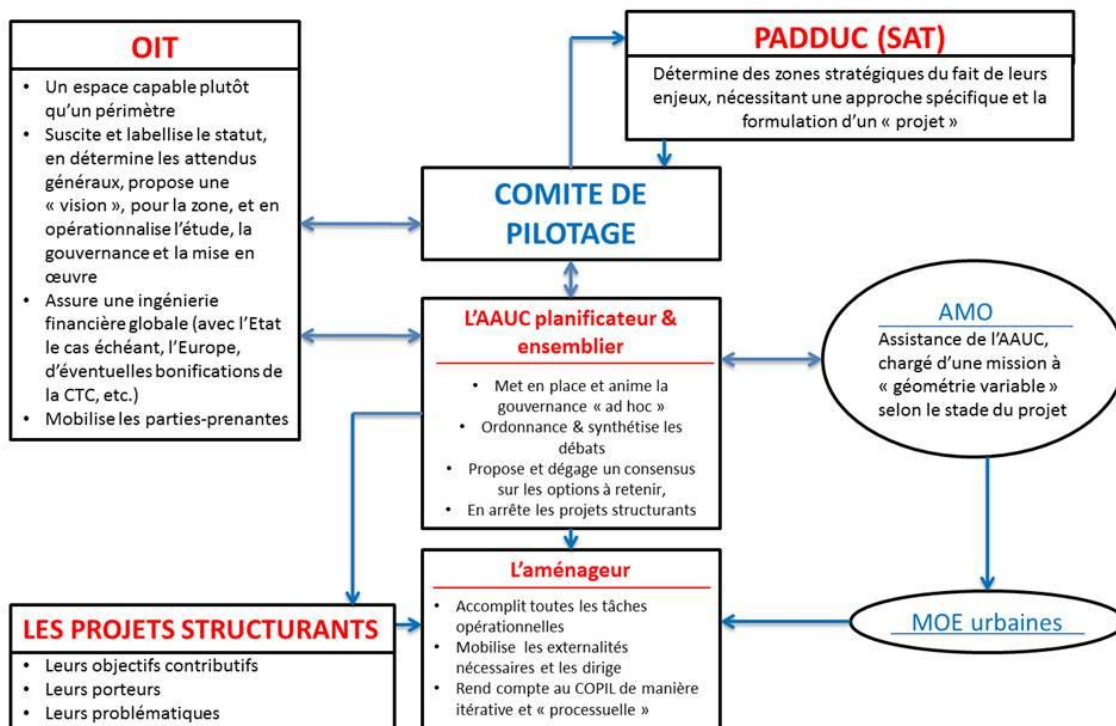 OIT
• Un espace capable plutôt
qu'un périmètre
• Suscite et labellise le statut,
en détermine les attendus
généraux, propose une
« vision », pour la zone, et en
opérationnalise l'étude, la
gouvernance et la mise en
œuvre
• Assure une ingénierie
financière globale (avec l'Etat
le cas échéant, l'Europe,
d'éventuelles bonifications de
la CTC, etc.)
• Mobilise les parties-prenantes
PADDUC (SAT)
Détermine des zones stratégiques du fait de leurs
enjeux, nécessitant une approche spécifique et la
formulation d'un « projet »
COMITE DE
PILOTAGE
L'AAUC planificateur &
ensemblier
• Met en place et anime la
gouvernance « ad hoc »
• Ordonnance & synthétise les
débats
• Propose et dégage un consensus
sur les options à retenir,
• En arrête les projets structurants
AMO
Assistance de l'AAUC,
chargé d'une mission à
« géométrie variable »
selon le stade du projet
L'aménageur
• Accomplit toutes les tâches
opérationnelles
• Mobilise les externalités
nécessaires et les dirige
• Rend compte au COPIL de manière
itérative et « processuelle »
MOE urbaines
LES PROJETS STRUCTURANTS
• Leurs objectifs contributifs
• Leurs porteurs
• Leurs problématiques